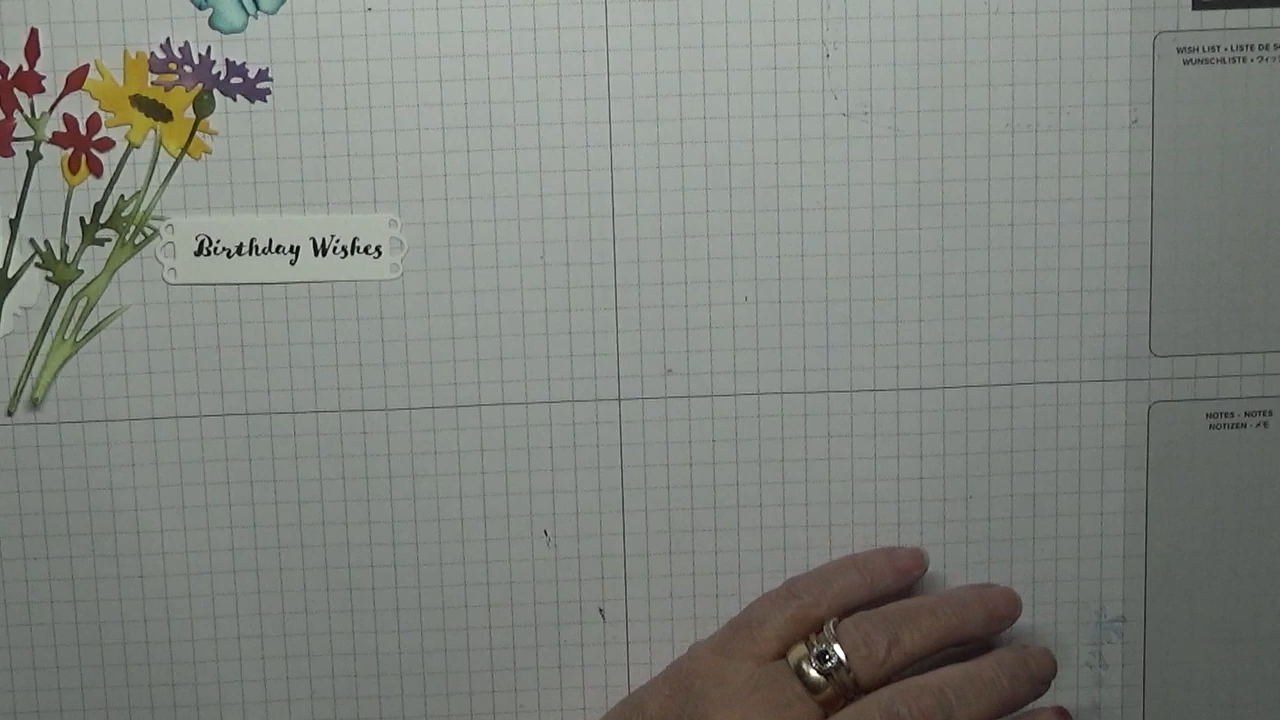 Birthday Wishes
WISH LIST • LISTE DE
WUNSCHLISTE •
NOTES - NOTES
NOTIZEN - メモ